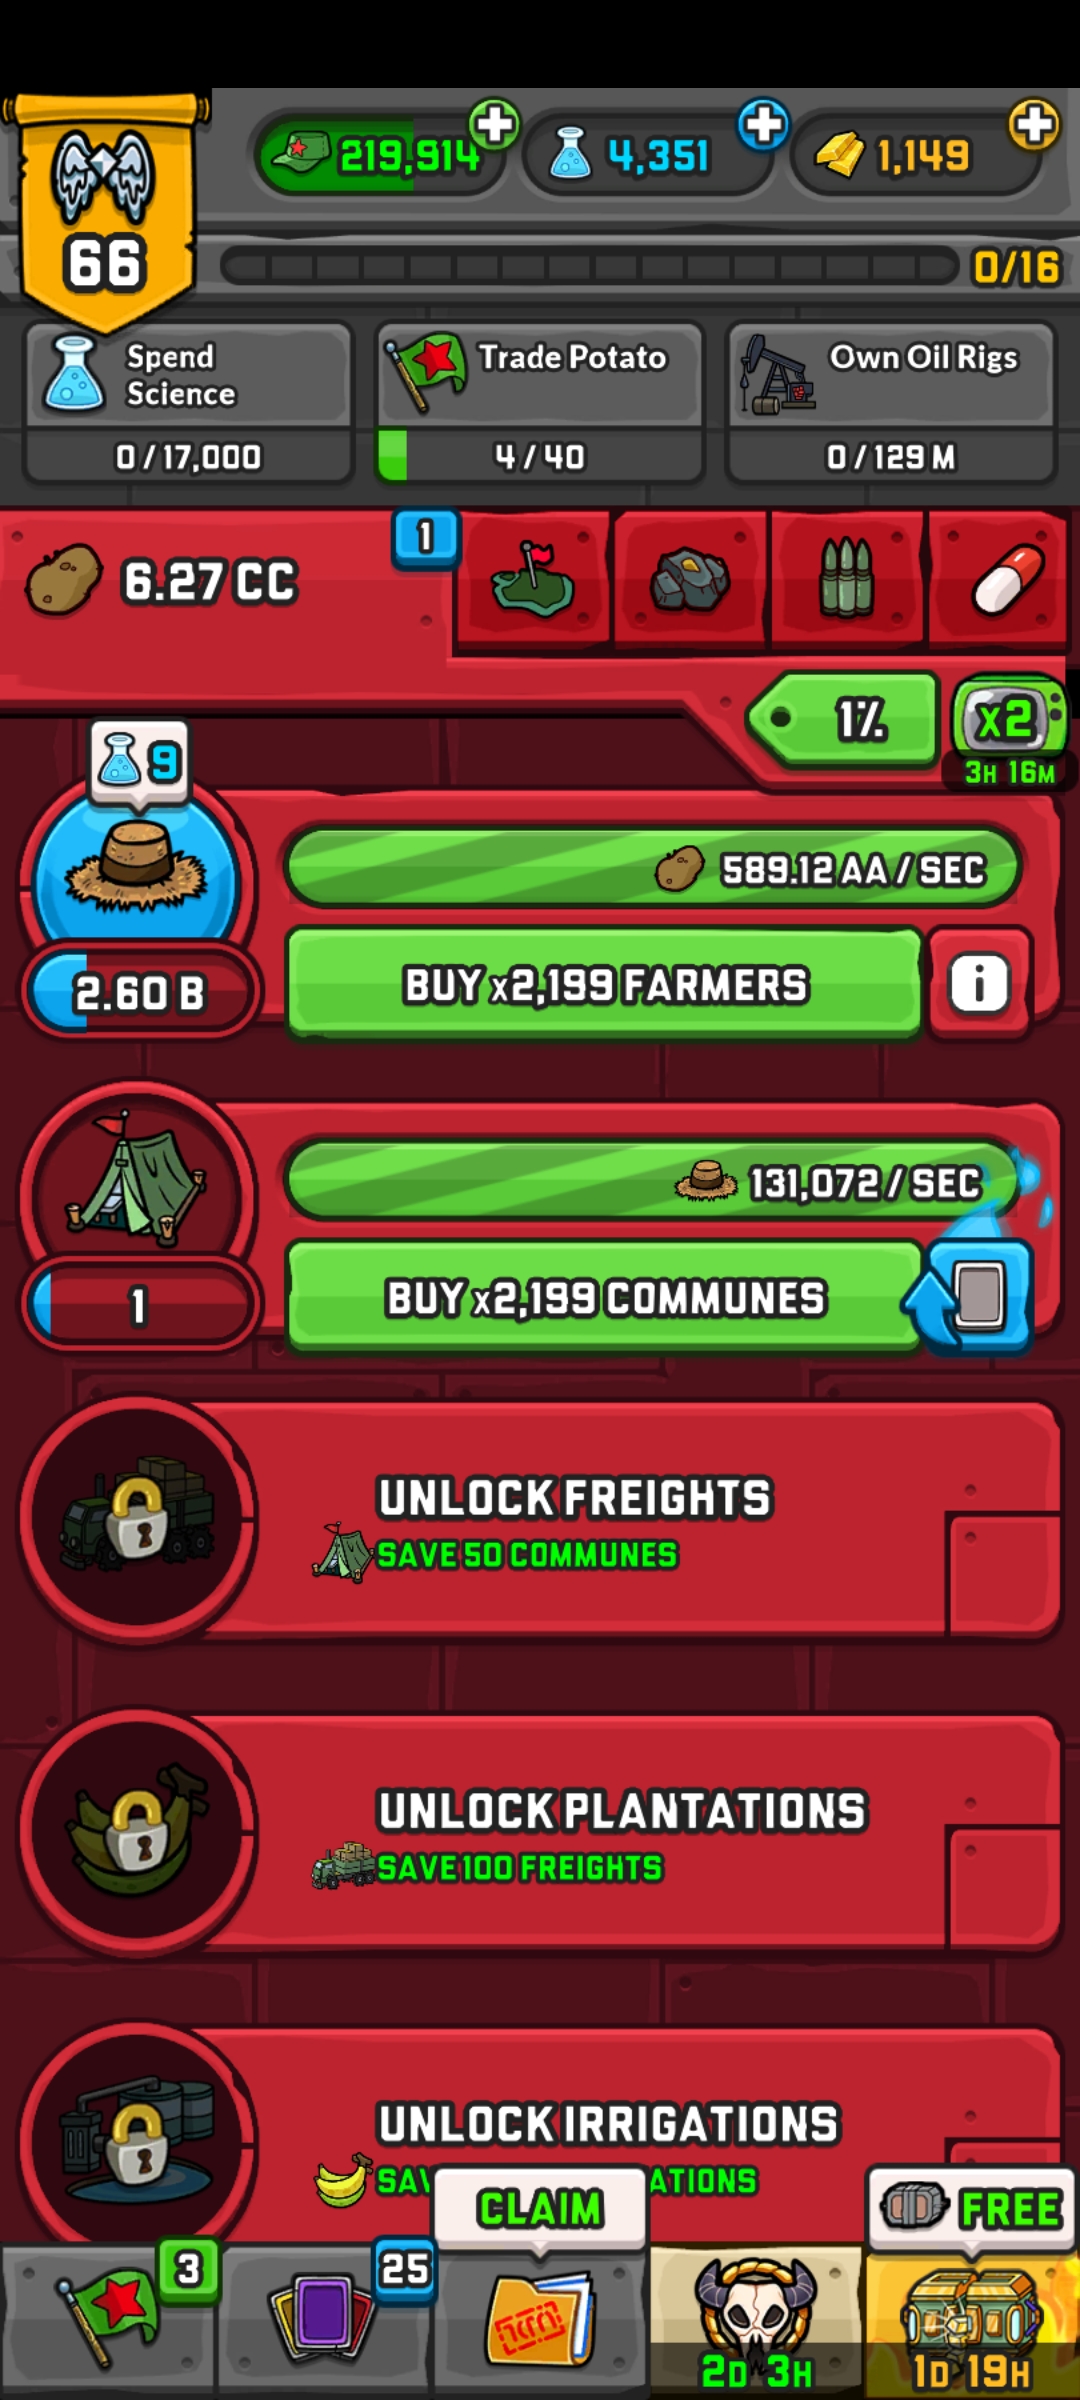 219,914
4,351
1,149
66
0/16
Spend
Science
0/17,000
Trade Potato
4/40
Own Oil Rigs
0/129 M
6.27 CC
1
1%
x2
3H 16M
9
589.12 AA / SEC
2.60 B
BUY x2,199 FARMERS
i
131,072 / SEC
1
BUY x2,199 COMMUNES
UNLOCK FREIGHTS
SAVE 50 COMMUNES
UNLOCK PLANTATIONS
SAVE 100 FREIGHTS
UNLOCK IRRIGATIONS
CLAIM
FREE
3
25
2D 3H
1D 19H